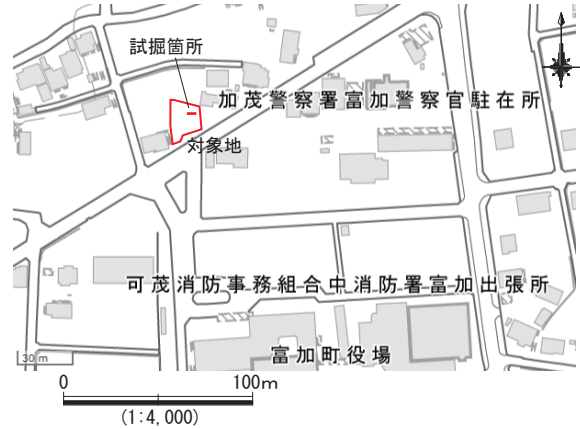 試掘箇所
加茂警察署富加警察官駐在所
対象地
可茂消防事務組合中消防署富加出張所
30 m
富加町役場
0 100m
(1:4,000)